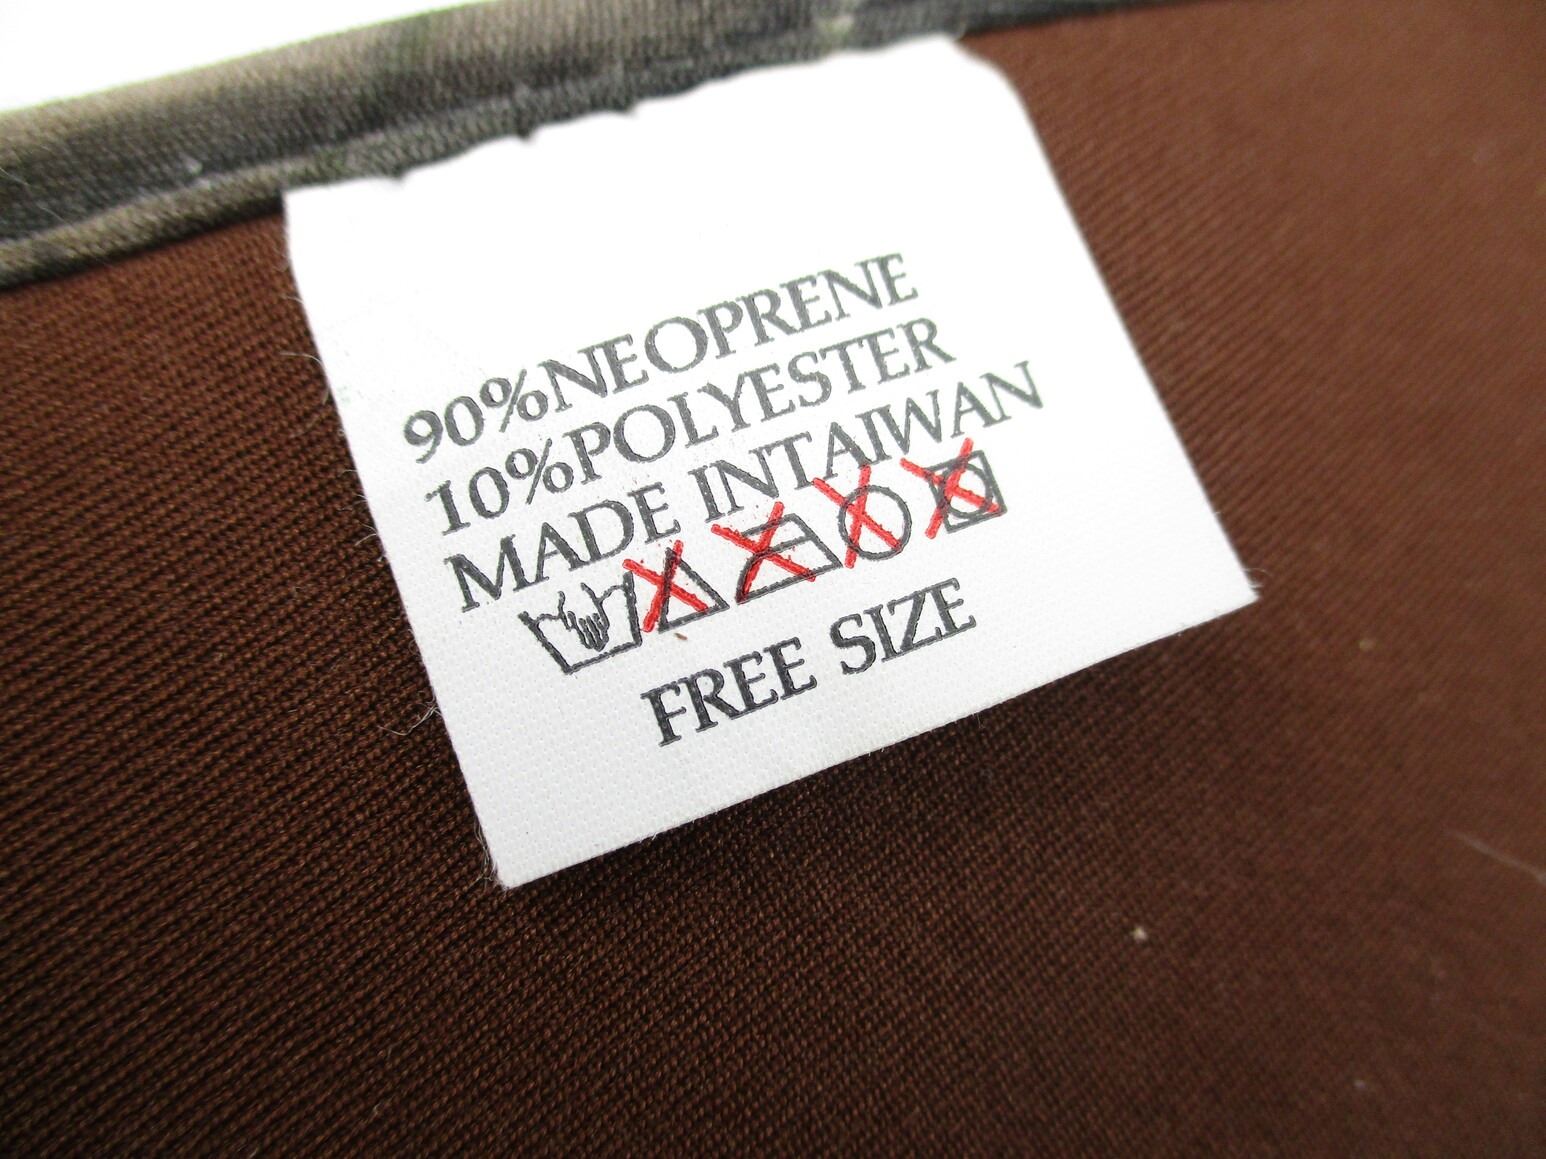 90%NEOPRENE
10%POLYESTER
MADE INTAIWAN
FREE SIZE